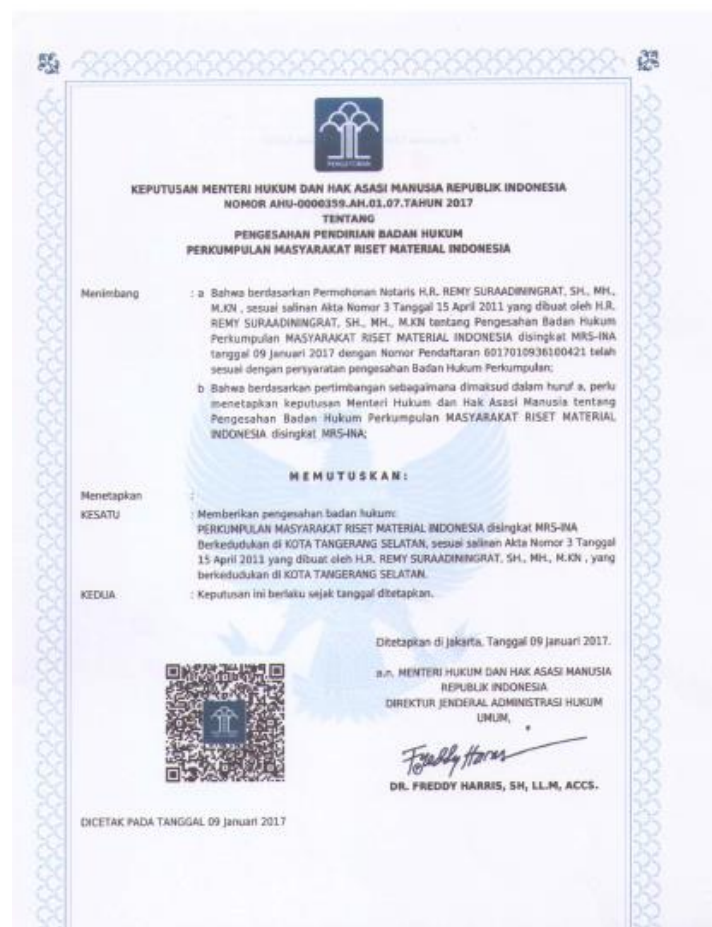 PENGAYOMAN
KEPUTUSAN MENTERI HUKUM DAN HAK ASASI MANUSIA REPUBLIK INDONESIA
NOMOR AHU-0000359.AH.01.07.TAHUN 2017
TENTANG
PENGESAHAN PENDIRIAN BADAN HUKUM
PERKUMPULAN MASYARAKAT RISET MATERIAL INDONESIA
Menimbang : a Bahwa berdasarkan Permohonan Notaris H.R. REMY SURAADININGRAT, SH., MH.,
M.KN , sesuai salinan Akta Nomor 3 Tanggal 15 April 2011 yang dibuat oleh H.R.
REMY SURAADININGRAT, SH., MH., M.KN tentang Pengesahan Badan Hukum
Perkumpulan MASYARAKAT RISET MATERIAL INDONESIA disingkat MRS-INA
tanggal 09 Januari 2017 dengan Nomor Pendaftaran 6017010936100421 telah
sesuai dengan persyaratan pengesahan Badan Hukum Perkumpulan;
b Bahwa berdasarkan pertimbangan sebagaimana dimaksud dalam huruf a, perlu
menetapkan keputusan Menteri Hukum dan Hak Asasi Manusia tentang
Pengesahan Badan Hukum Perkumpulan MASYARAKAT RISET MATERIAL
INDONESIA disingkat MRS-INA;
MEMUTUSKAN:
Menetapkan :
KESATU : Memberikan pengesahan badan hukum:
PERKUMPULAN MASYARAKAT RISET MATERIAL INDONESIA disingkat MRS-INA
Berkedudukan di KOTA TANGERANG SELATAN, sesuai salinan Akta Nomor 3 Tanggal
15 April 2011 yang dibuat oleh H.R. REMY SURAADININGRAT, SH., MH., M.KN , yang
berkedudukan di KOTA TANGERANG SELATAN.
KEDUA : Keputusan ini berlaku sejak tanggal ditetapkan.
Ditetapkan di Jakarta, Tanggal 09 Januari 2017.
a.n. MENTERI HUKUM DAN HAK ASASI MANUSIA
REPUBLIK INDONESIA
DIREKTUR JENDERAL ADMINISTRASI HUKUM
UMUM,
Freddy Harris
DR. FREDDY HARRIS, SH, LL.M, ACCS.
DICETAK PADA TANGGAL 09 Januari 2017